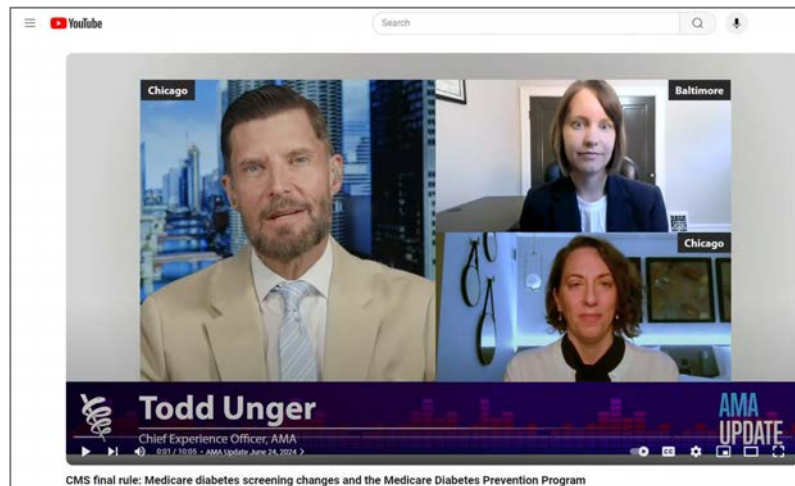 YouTube
Search
Chicago
Baltimore
Chicago
Todd Unger
Chief Experience Officer, AMA
AMA
UPDATE
0:01 / 10:05 • AMA Update June 24, 2024 >
CC
CMS final rule: Medicare diabetes screening changes and the Medicare Diabetes Prevention Program